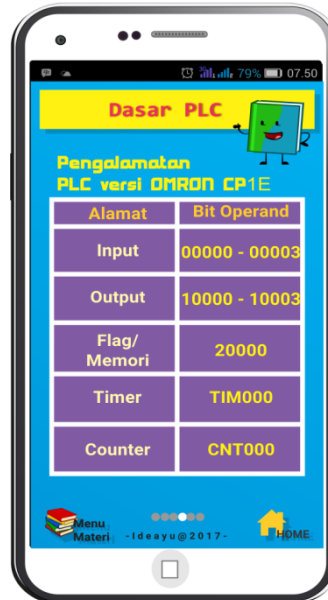 79% 07.50
Dasar PLC
Pengalamatan
PLC versi OMRON CP1E
Alamat Bit Operand
Input 00000 - 00003
Output 10000 - 10003
Flag/
Memori
20000
Timer TIM000
Counter CNT000
Menu
Materi
-Ideayu@2017-
HOME